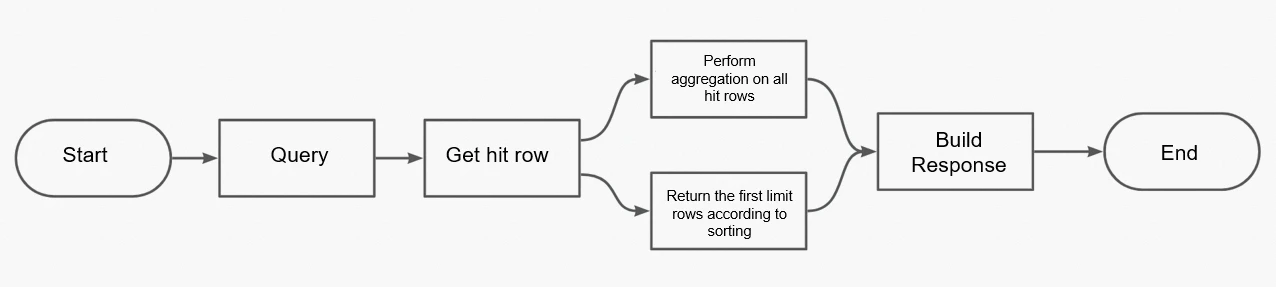 Start
Query
Get hit row
Perform
aggregation on all
hit rows
Return the first limit
rows according to
sorting
Build
Response
End